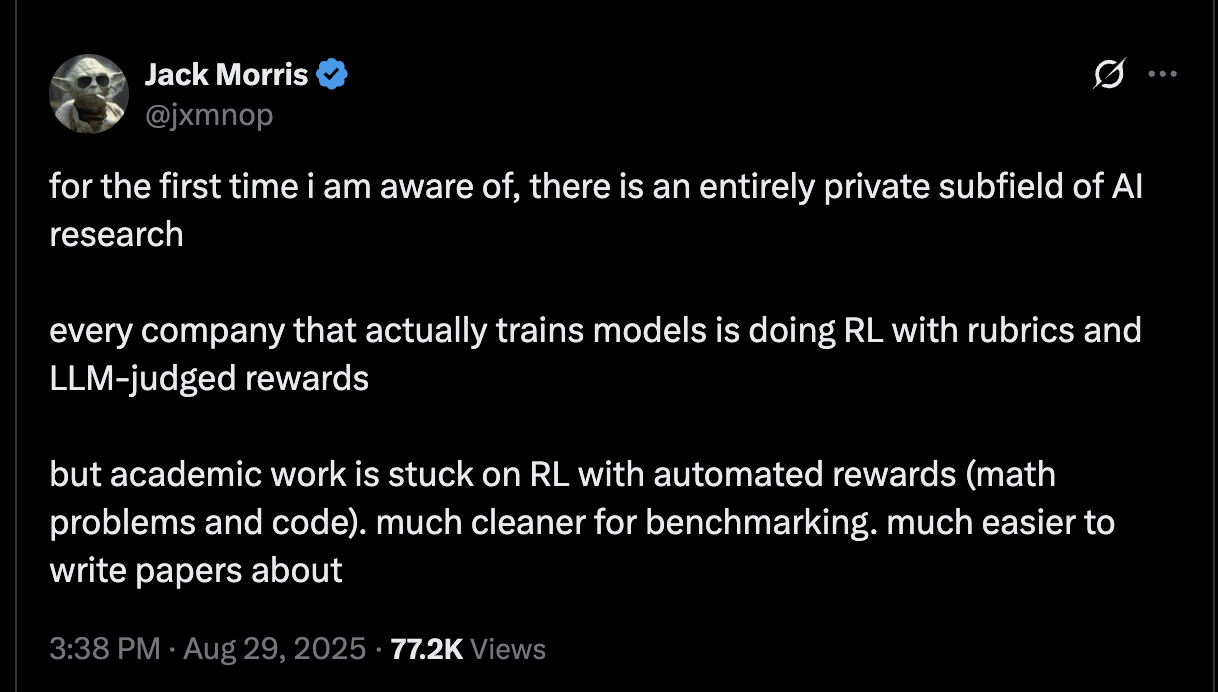 Jack Morris
@jxmnop
for the first time i am aware of, there is an entirely private subfield of AI
research
every company that actually trains models is doing RL with rubrics and
LLM-judged rewards
but academic work is stuck on RL with automated rewards (math
problems and code). much cleaner for benchmarking. much easier to
write papers about
3:38 PM · Aug 29, 2025 · 77.2K Views